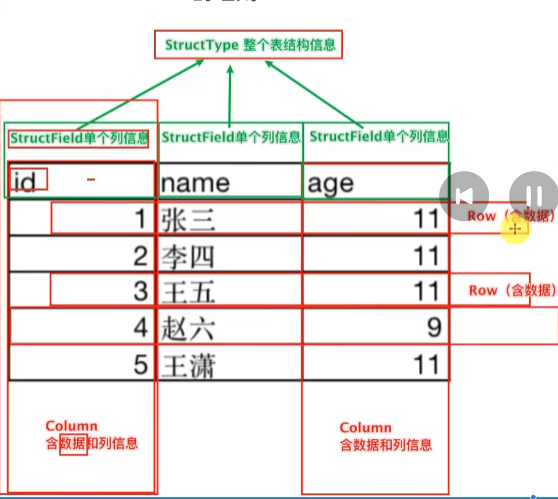 StructType 整个表结构信息
StructField单个列信息 StructField单个列信息 StructField单个列信息
id name age
1 张三 11 Row（含数据）
2 李四 11
3 王五 11 Row（含数据）
4 赵六 9
5 王潇 11
Column Column
含数据和列信息 含数据和列信息